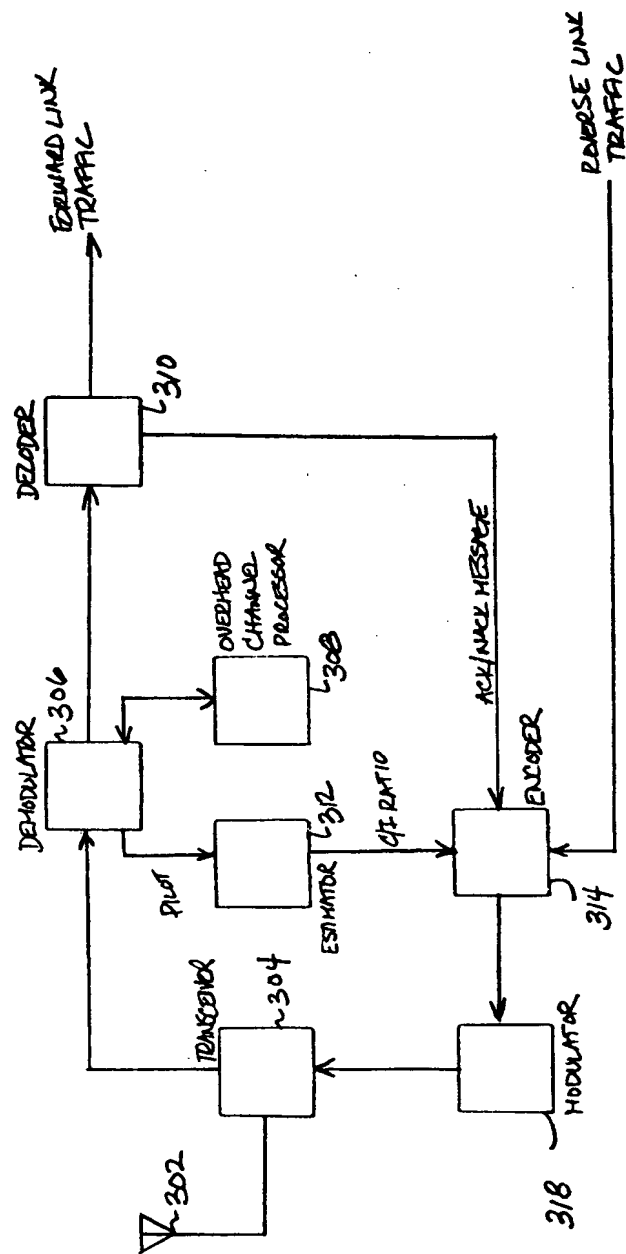 FORWARD LINK
TRAFFIC
DECODER
310
DEMODULATOR
306
OVERHEAD
CHANNEL
PROCESSOR
308
PILOT
312
ESTIMATOR
C/I RATIO
ACK/NACK MESSAGE
TRANSCEIVER
304
302
ENCODER
314
MODULATOR
318
REVERSE LINK
TRAFFIC